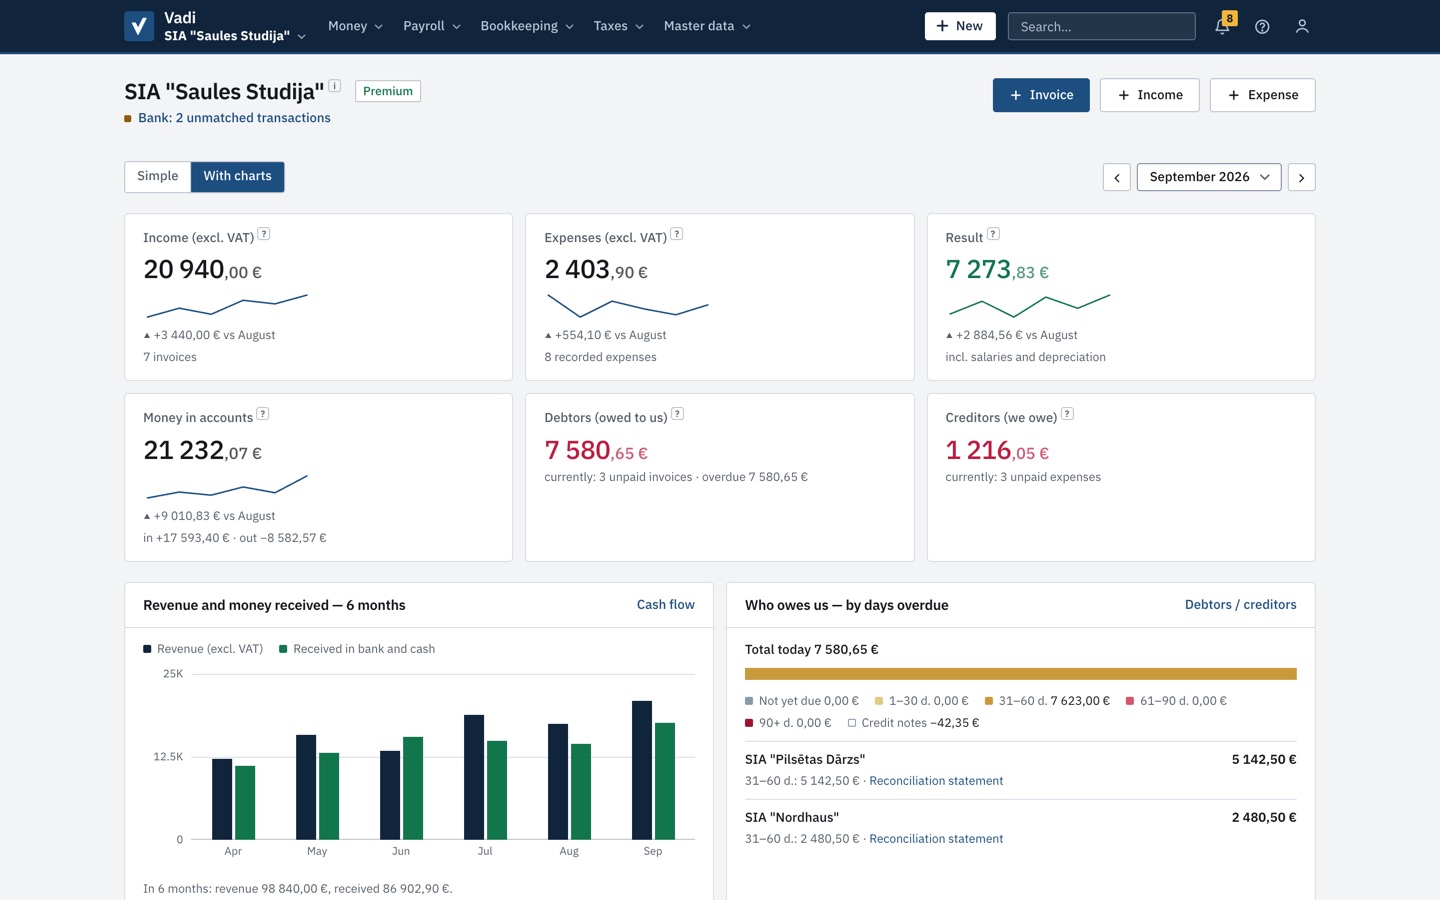 Vadi
SIA "Saules Studija"
Money
Payroll
Bookkeeping
Taxes
Master data
+ New
Search...
8
SIA "Saules Studija" i
Premium
Bank: 2 unmatched transactions
+ Invoice
+ Income
+ Expense
Simple
With charts
September 2026
Income (excl. VAT) ?
20 940,00 €
▲ +3 440,00 € vs August
7 invoices
Expenses (excl. VAT) ?
2 403,90 €
▲ +554,10 € vs August
8 recorded expenses
Result ?
7 273,83 €
▲ +2 884,56 € vs August
incl. salaries and depreciation
Money in accounts ?
21 232,07 €
▲ +9 010,83 € vs August
in +17 593,40 € · out −8 582,57 €
Debtors (owed to us) ?
7 580,65 €
currently: 3 unpaid invoices · overdue 7 580,65 €
Creditors (we owe) ?
1 216,05 €
currently: 3 unpaid expenses
Revenue and money received — 6 months
Cash flow
Revenue (excl. VAT)
Received in bank and cash
25K
12.5K
0
Apr
May
Jun
Jul
Aug
Sep
In 6 months: revenue 98 840,00 €, received 86 902,90 €.
Who owes us — by days overdue
Debtors / creditors
Total today 7 580,65 €
Not yet due 0,00 €
1–30 d. 0,00 €
31–60 d. 7 623,00 €
61–90 d. 0,00 €
90+ d. 0,00 €
Credit notes −42,35 €
SIA "Pilsētas Dārzs"
5 142,50 €
31–60 d.: 5 142,50 € · Reconciliation statement
SIA "Nordhaus"
2 480,50 €
31–60 d.: 2 480,50 € · Reconciliation statement